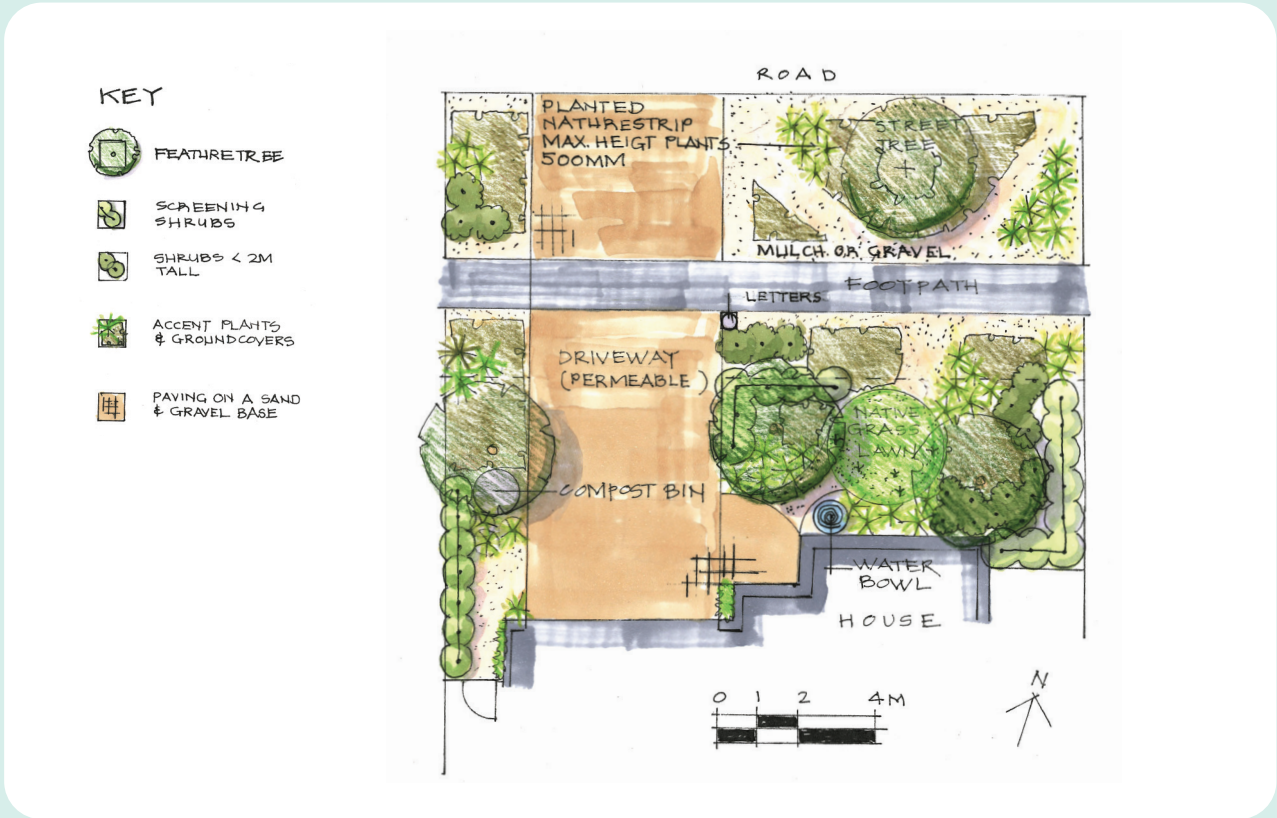 KEY
FEATURE TREE
SCREENING
SHRUBS
SHRUBS < 2M
TALL
ACCENT PLANTS
& GROUNDCOVERS
PAVING ON A SAND
& GRAVEL BASE
ROAD
PLANTED
NATURESTRIP
MAX. HEIGT PLANTS
500MM
STREET
TREE
MULCH OR GRAVEL
FOOTPATH
LETTERS
DRIVEWAY
(PERMEABLE)
NATIVE
GRASS
LAWN
COMPOST BIN
WATER
BOWL
HOUSE
0 1 2 4M
N